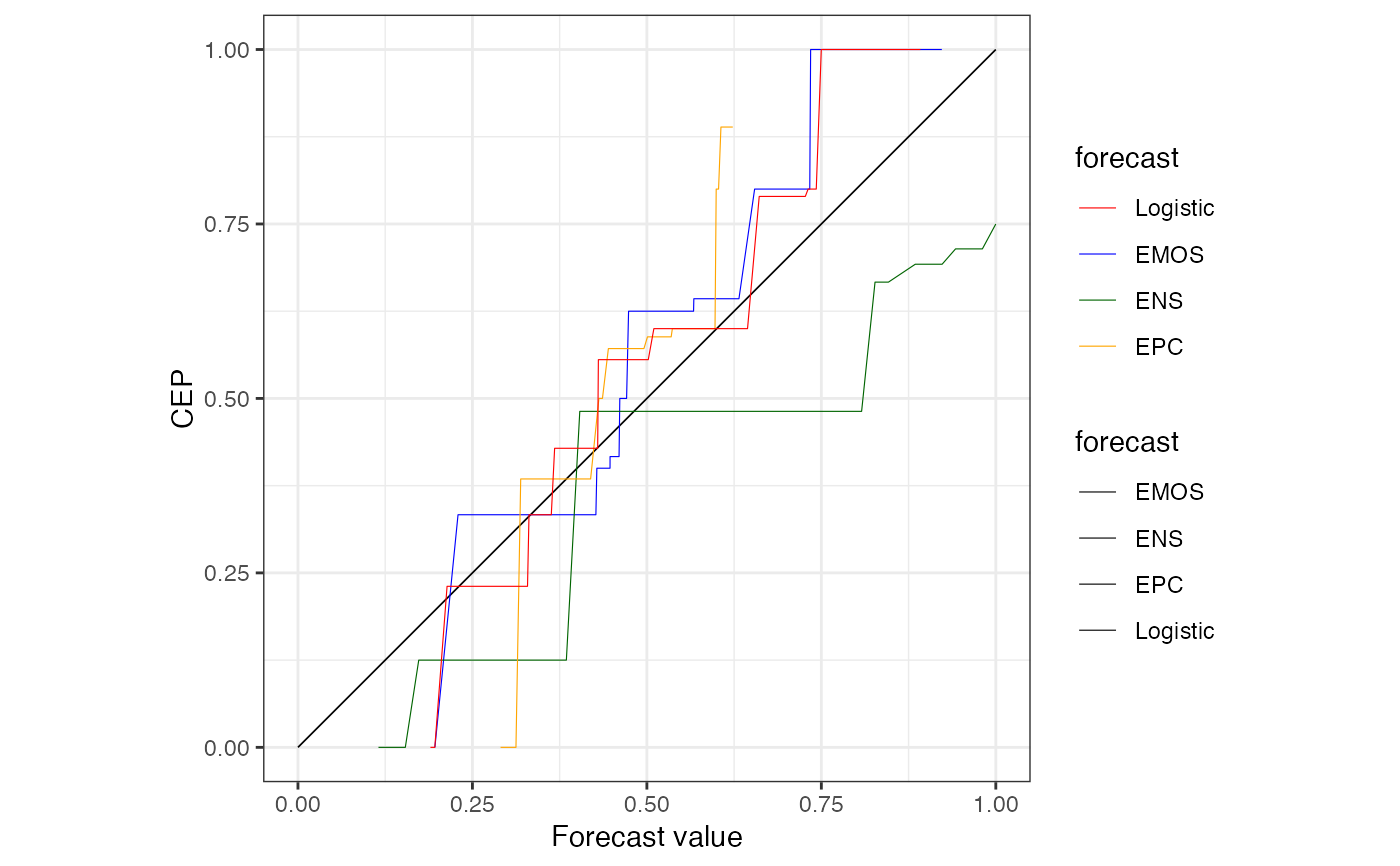 1.00
0.75
0.50
0.25
0.00
CEP
0.00 0.25 0.50 0.75 1.00
Forecast value
forecast
Logistic
EMOS
ENS
EPC
forecast
EMOS
ENS
EPC
Logistic